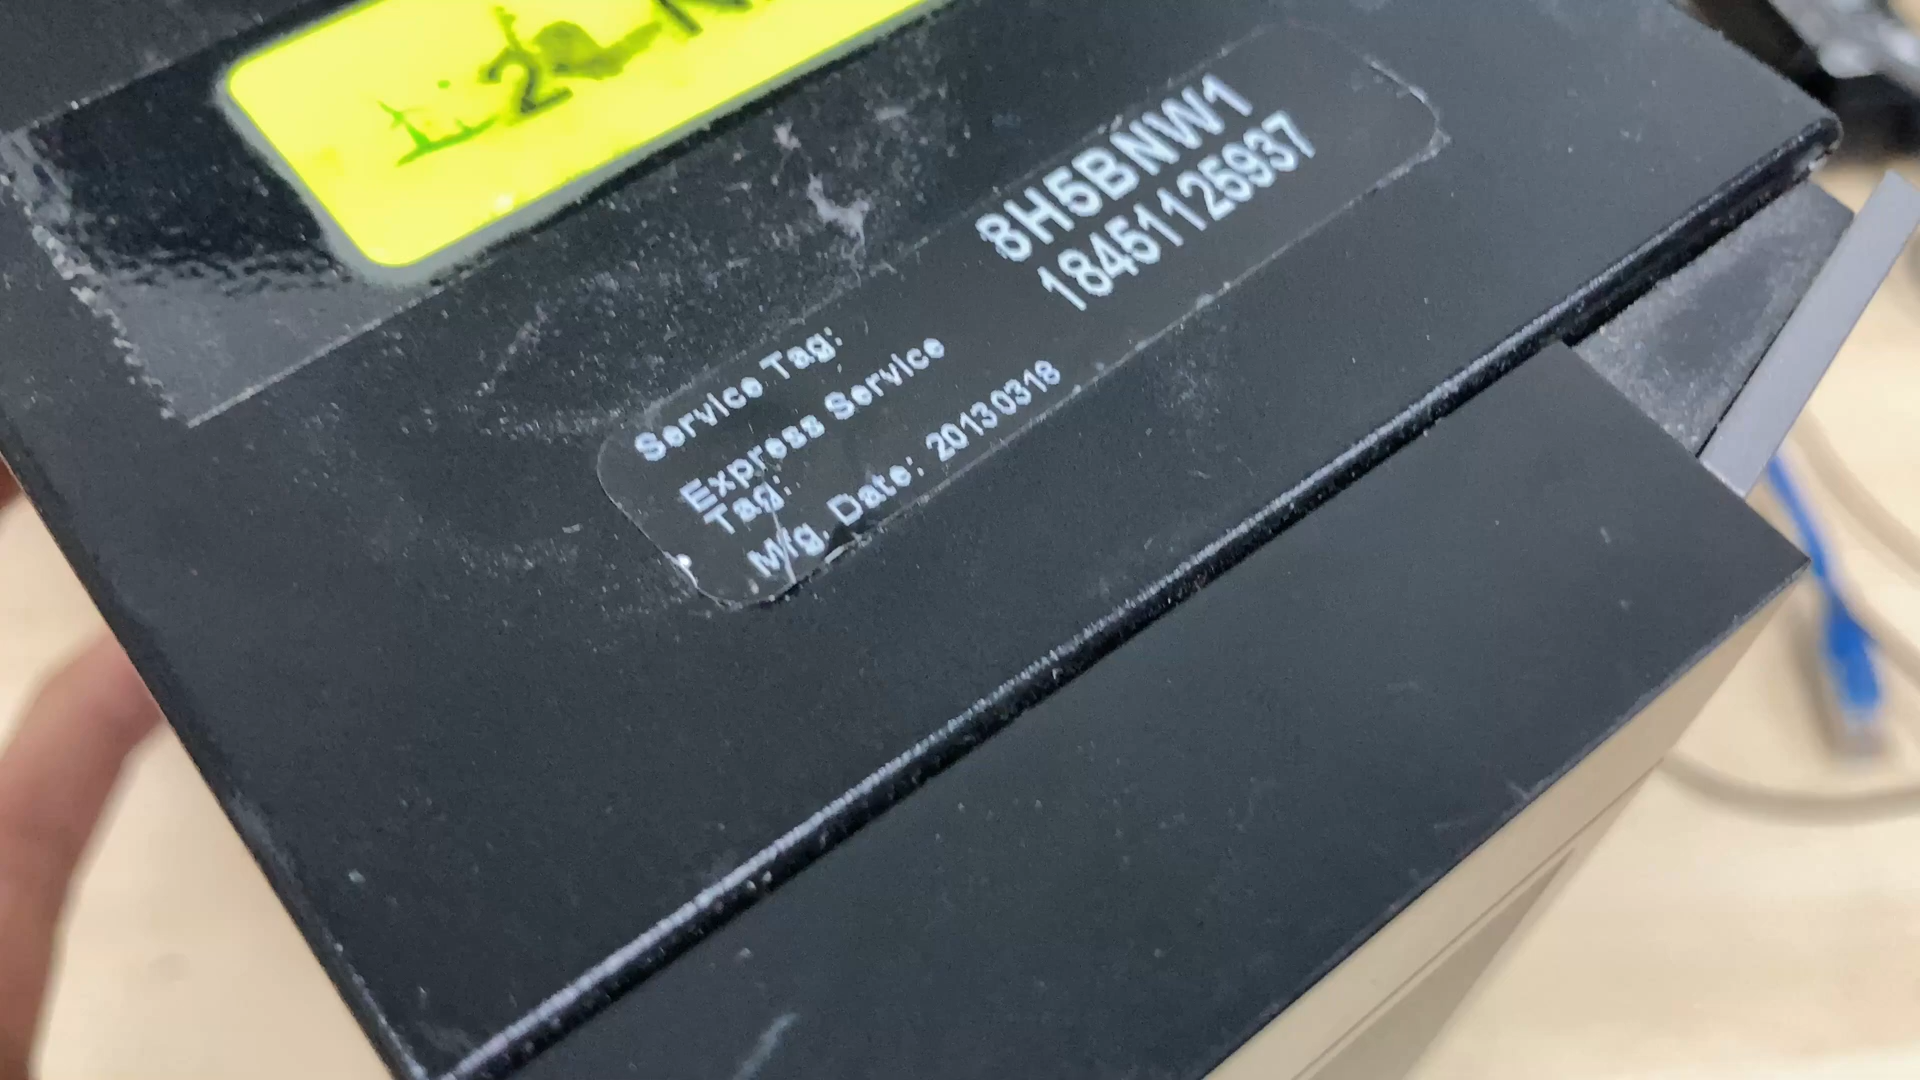 Service Tag: 8H5BNW1
Express Service 18451125937
Tag:
Mfg. Date: 20130318